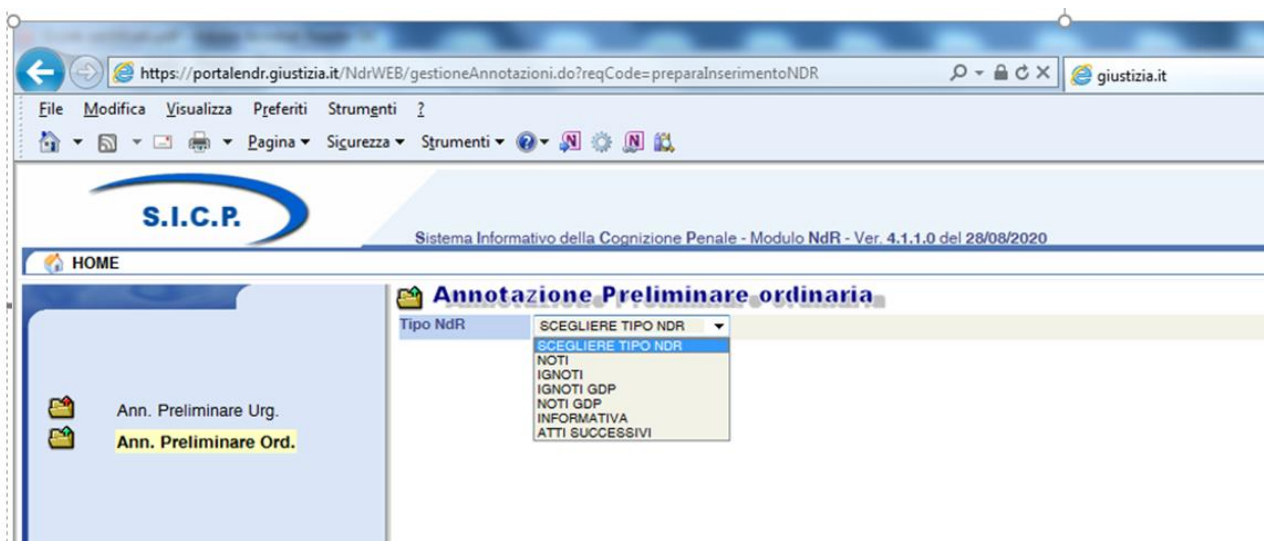 https://portalendr.giustizia.it/NdrWEB/gestioneAnnotazioni.do?reqCode=preparaInserimentoNDR
giustizia.it
File Modifica Visualizza Preferiti Strumenti ?
Pagina Sicurezza Strumenti
S.I.C.P.
Sistema Informativo della Cognizione Penale - Modulo NdR - Ver. 4.1.1.0 del 28/08/2020
HOME
Annotazione Preliminare ordinaria
Tipo NdR SCEGLIERE TIPO NDR
SCEGLIERE TIPO NDR
NOTI
IGNOTI
IGNOTI GDP
NOTI GDP
INFORMATIVA
ATTI SUCCESSIVI
Ann. Preliminare Urg.
Ann. Preliminare Ord.